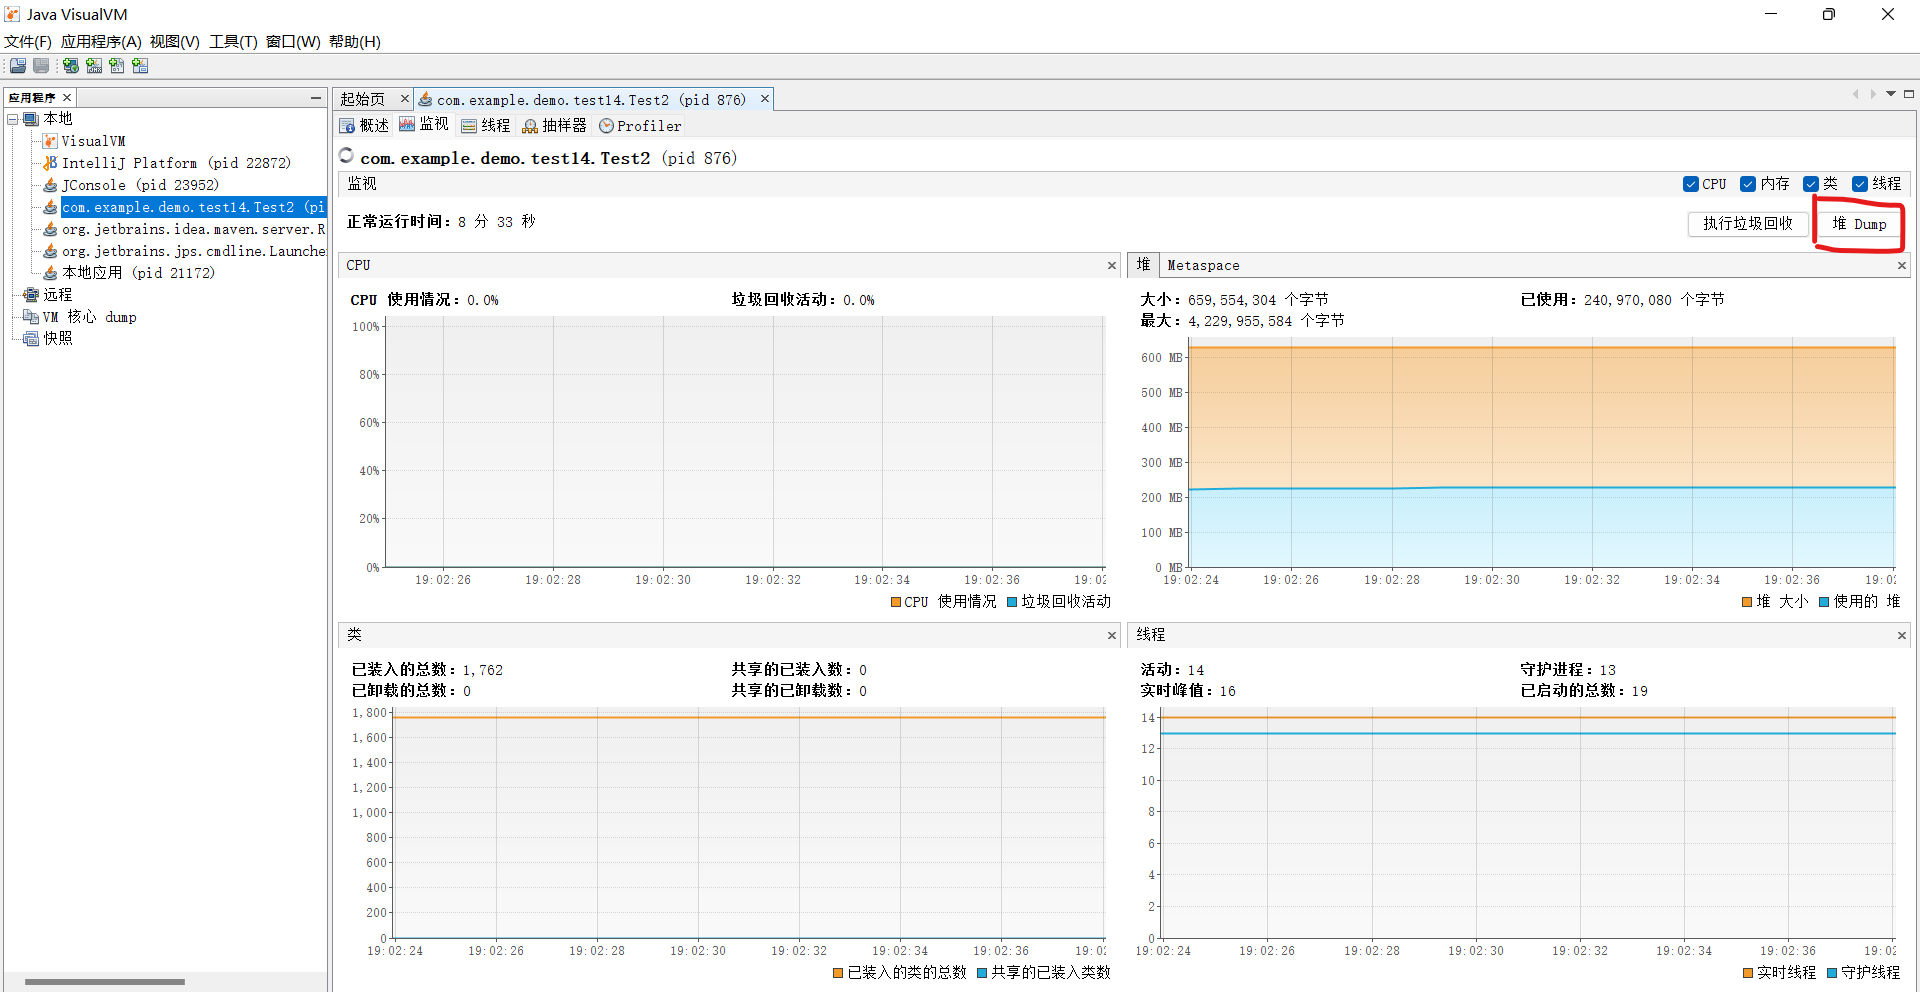 Java VisualVM
文件(F) 应用程序(A) 视图(V) 工具(T) 窗口(W) 帮助(H)
应用程序
本地
VisualVM
IntelliJ Platform (pid 22872)
JConsole (pid 23952)
com.example.demo.test14.Test2 (pi
org.jetbrains.idea.maven.server.R
org.jetbrains.jps.cmdline.Launche
本地应用 (pid 21172)
远程
VM 核心 dump
快照
起始页 com.example.demo.test14.Test2 (pid 876)
概述 监视 线程 抽样器 Profiler
com.example.demo.test14.Test2 (pid 876)
监视 CPU 内存 类 线程
正常运行时间: 8 分 33 秒 执行垃圾回收 堆 Dump
CPU
CPU 使用情况: 0.0% 垃圾回收活动: 0.0%
100%
80%
60%
40%
20%
0%
19:02:26 19:02:28 19:02:30 19:02:32 19:02:34 19:02:36 19:02
CPU 使用情况 垃圾回收活动
堆 Metaspace
大小: 659,554,304 个字节 已使用: 240,970,080 个字节
最大: 4,229,955,584 个字节
600 MB
500 MB
400 MB
300 MB
200 MB
100 MB
0 MB
19:02:24 19:02:26 19:02:28 19:02:30 19:02:32 19:02:34 19:02:36 19:02
堆 大小 使用的 堆
类
已装入的总数: 1,762 共享的已装入数: 0
已卸载的总数: 0 共享的已卸载数: 0
1,800
1,600
1,400
1,200
1,000
800
600
400
200
0
19:02:24 19:02:26 19:02:28 19:02:30 19:02:32 19:02:34 19:02:36 19:02
已装入的类的总数 共享的已装入类数
线程
活动: 14 守护进程: 13
实时峰值: 16 已启动的总数: 19
14
12
10
8
6
4
2
0
19:02:24 19:02:26 19:02:28 19:02:30 19:02:32 19:02:34 19:02:36 19:02
实时线程 守护线程